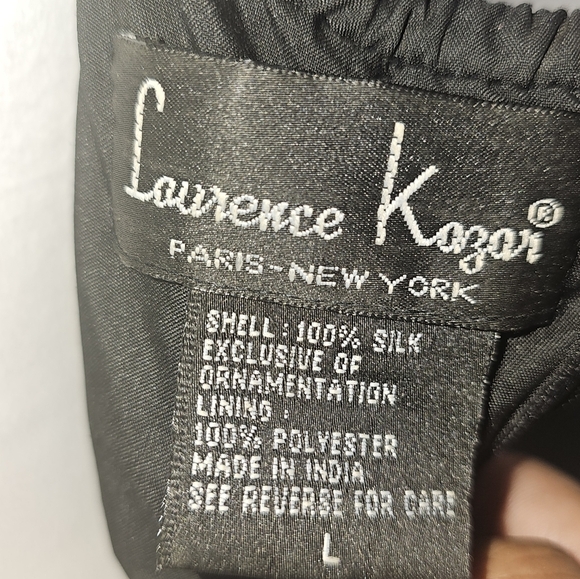 Laurence Kazar®
PARIS-NEW YORK
SHELL: 100% SILK
EXCLUSIVE OF
ORNAMENTATION
LINING:
100% POLYESTER
MADE IN INDIA
SEE REVERSE FOR CARE
L